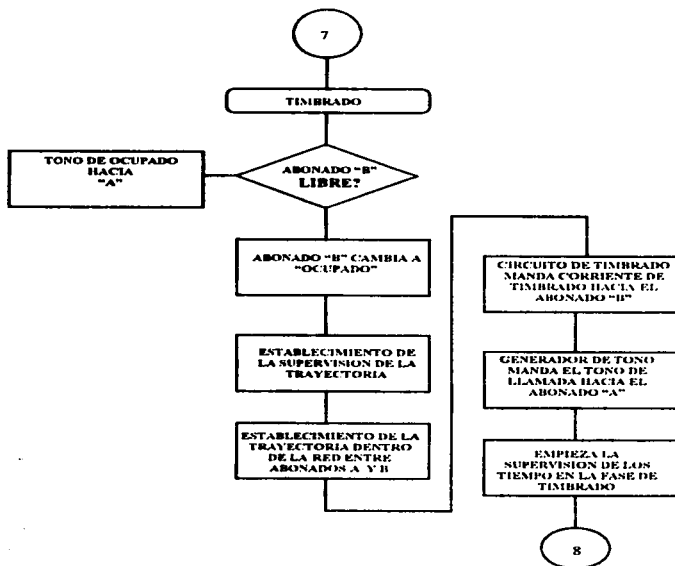 7
TIMBRADO
TONO DE OCUPADO
HACIA
"A"
ABONADO "B"
LIBRE?
ABONADO "B" CAMBIA A
"OCUPADO"
ESTABLECIMIENTO DE
LA SUPERVISION DE LA
TRAYECTORIA
ESTABLECIMIENTO DE LA
TRAYECTORIA DENTRO
DE LA RED ENTRE
ABONADOS A Y B
CIRCUITO DE TIMBRADO
MANDA CORRIENTE DE
TIMBRADO HACIA EL
ABONADO "B"
GENERADOR DE TONO
MANDA EL TONO DE
LLAMADA HACIA EL
ABONADO "A"
EMPIEZA LA
SUPERVISION DE LOS
TIEMPO EN LA FASE DE
TIMBRADO
8